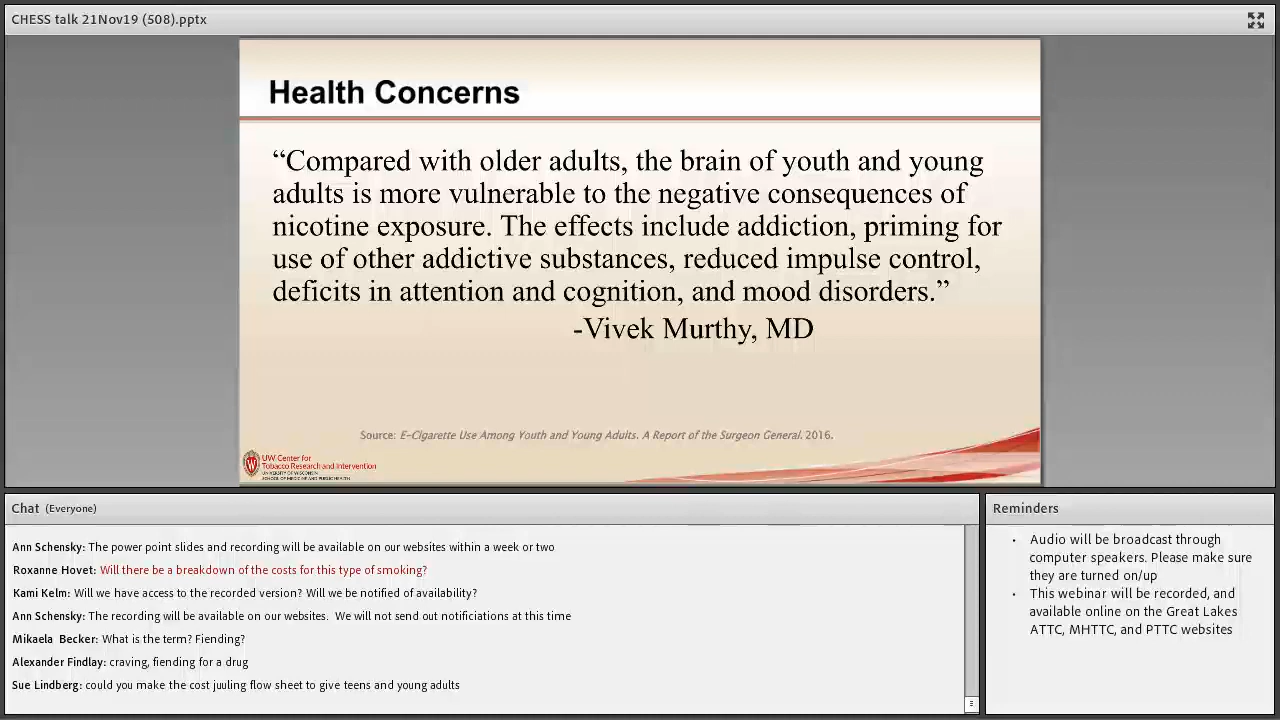 CHESS talk 21Nov19 (508).pptx
Health Concerns
“Compared with older adults, the brain of youth and young
adults is more vulnerable to the negative consequences of
nicotine exposure. The effects include addiction, priming for
use of other addictive substances, reduced impulse control,
deficits in attention and cognition, and mood disorders.”
-Vivek Murthy, MD
Source: E-Cigarette Use Among Youth and Young Adults. A Report of the Surgeon General. 2016.
UW Center for
Tobacco Research and Intervention
UNIVERSITY OF WISCONSIN
SCHOOL OF MEDICINE AND PUBLIC HEALTH
Chat (Everyone)
Ann Schensky: The power point slides and recording will be available on our websites within a week or two
Roxanne Hovet: Will there be a breakdown of the costs for this type of smoking?
Kami Kelm: Will we have access to the recorded version? Will we be notified of availability?
Ann Schensky: The recording will be available on our websites. We will not send out notificiations at this time
Mikaela Becker: What is the term? Fiending?
Alexander Findlay: craving, fiending for a drug
Sue Lindberg: could you make the cost juuling flow sheet to give teens and young adults
Reminders
• Audio will be broadcast through
computer speakers. Please make sure
they are turned on/up
• This webinar will be recorded, and
available online on the Great Lakes
ATTC, MHTTC, and PTTC websites